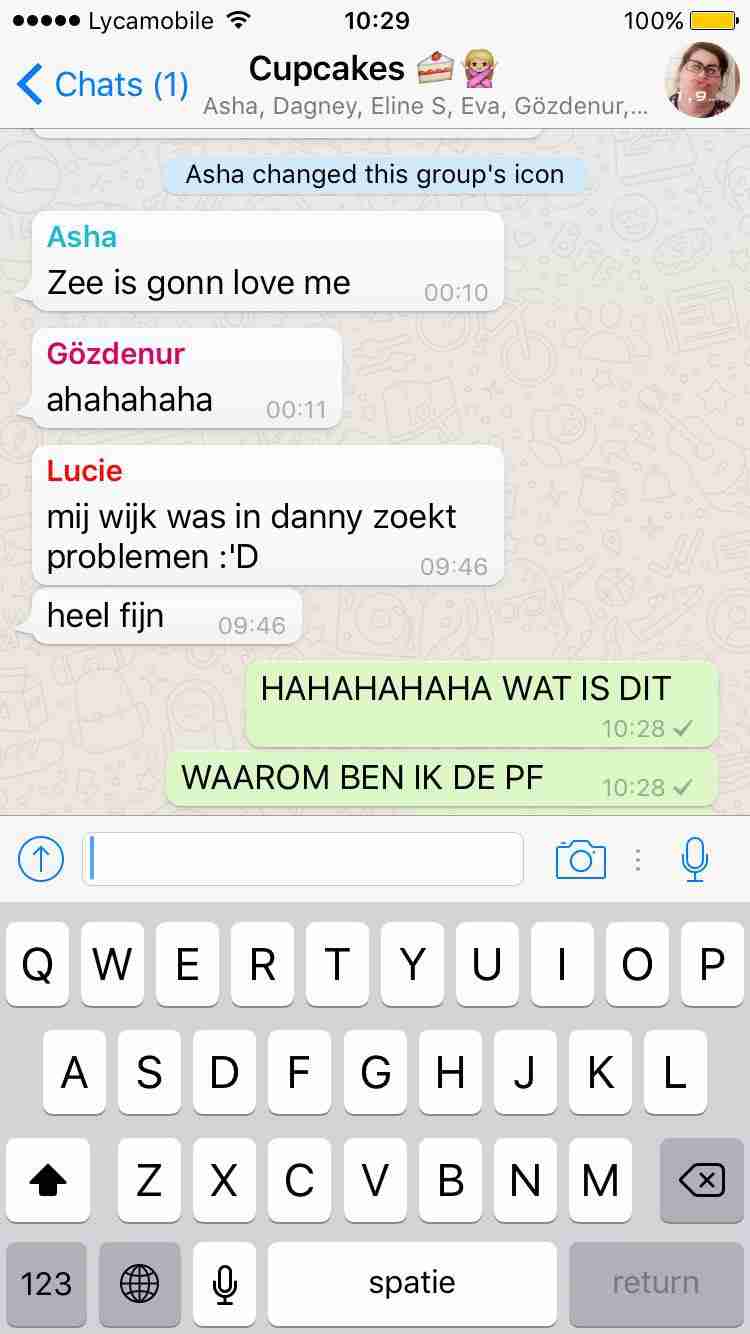 Lycamobile 10:29 100%
Chats (1) Cupcakes 🍰🙅🏼
Asha, Dagney, Eline S, Eva, Gözdenur,...
Asha changed this group's icon
Asha
Zee is gonn love me 00:10
Gözdenur
ahahahaha 00:11
Lucie
mij wijk was in danny zoekt
problemen :'D 09:46
heel fijn 09:46
HAHAHAHAHA WAT IS DIT
10:28
WAAROM BEN IK DE PF 10:28
Q W E R T Y U I O P
A S D F G H J K L
Z X C V B N M
123 spatie return